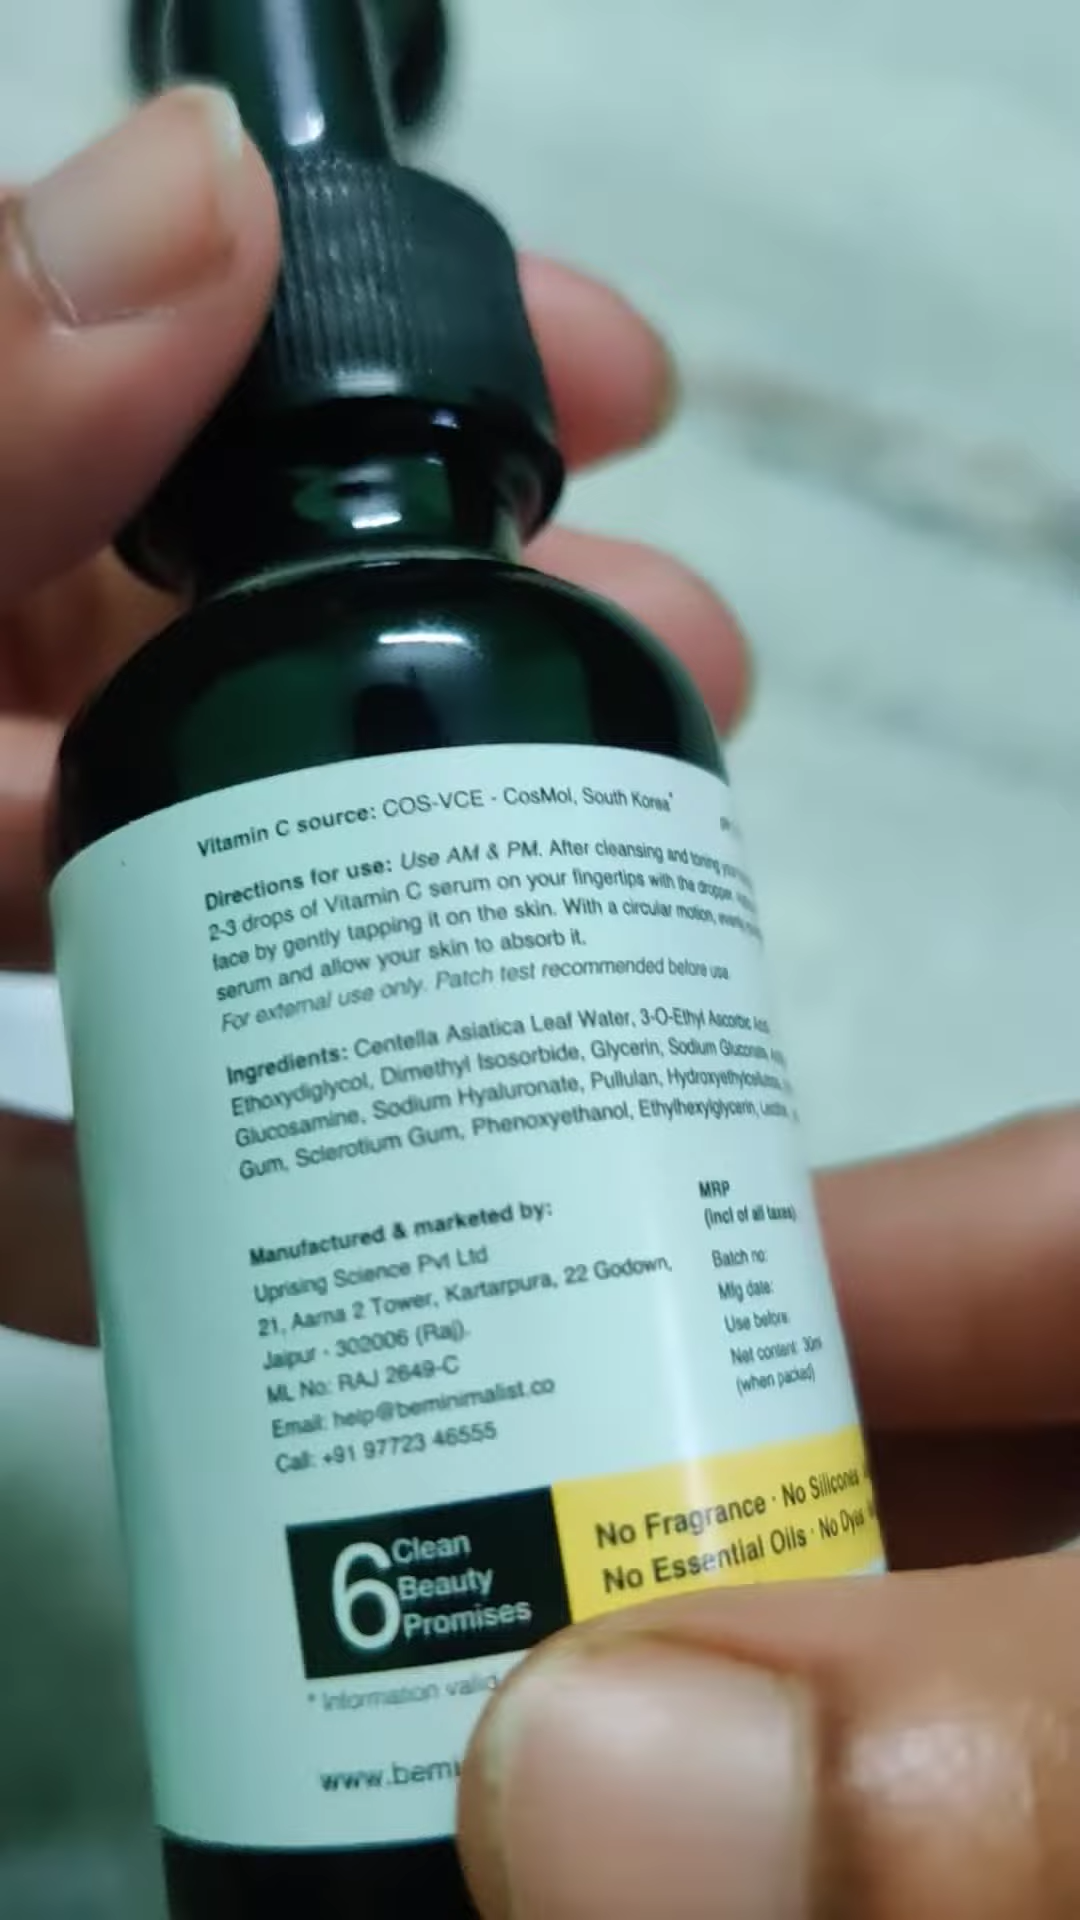 Vitamin C source: COS-VCE - CosMol, South Korea*
Directions for use: Use AM & PM. After cleansing and toning
2-3 drops of Vitamin C serum on your fingertips with the dropper,
face by gently tapping it on the skin. With a circular motion,
serum and allow your skin to absorb it.
For external use only. Patch test recommended before use
Ingredients: Centella Asiatica Leaf Water, 3-O-Ethyl Ascorbic
Ethoxydiglycol, Dimethyl Isosorbide, Glycerin, Sodium
Glucosamine, Sodium Hyaluronate, Pullulan,
Gum, Sclerotium Gum, Phenoxyethanol, Ethylhexylglycerin,
Manufactured & marketed by:
Uprising Science Pvt Ltd
21, Aarna 2 Tower, Kartarpura, 22 Godown,
Jaipur - 302006 (Raj).
ML No: RAJ 2649-C
Email: help@beminimalist.co
Call: +91 97723 46555
MRP
(incl of all taxes)
Batch no:
Mfg date:
Use before:
Net content:
(when packed)
6 Clean
Beauty
Promises
No Fragrance · No Silicones
No Essential Oils · No Dyes
* Information valid
www.bemi